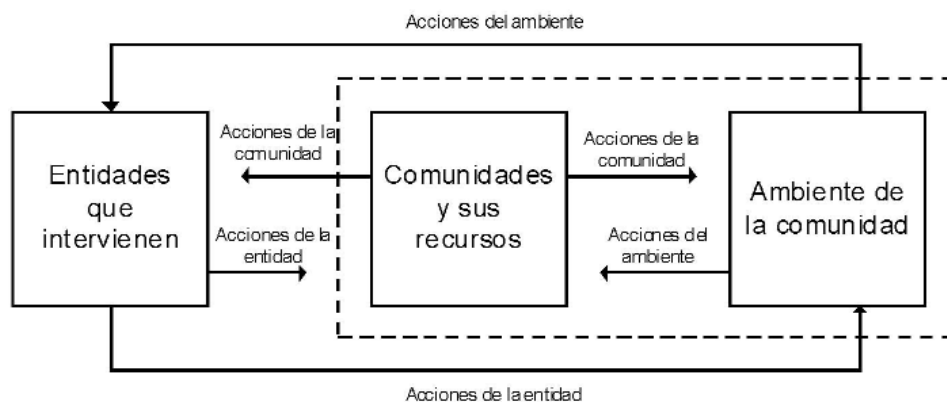 Acciones del ambiente
Entidades
que
intervienen
Acciones de la
comunidad
Acciones de la
entidad
Comunidades
y sus
recursos
Acciones de la
comunidad
Acciones del
ambiente
Ambiente de
la comunidad
Acciones de la entidad